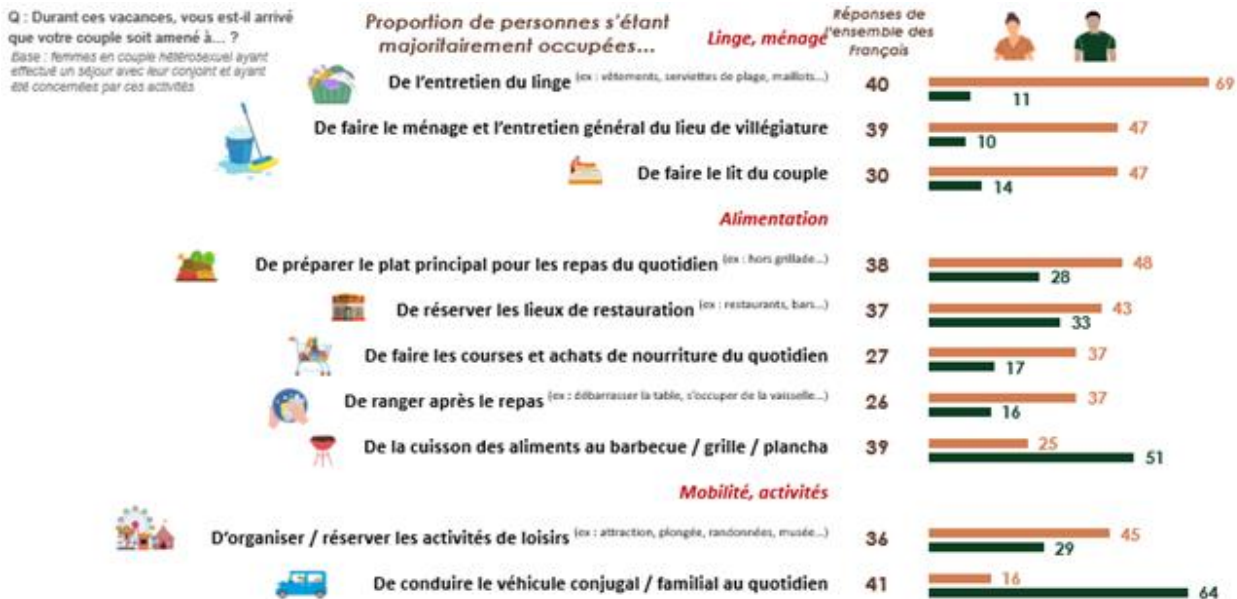 Q : Durant ces vacances, vous est-il arrivé
que votre couple soit amené à... ?
Base : femmes en couple hétérosexuel ayant
effectué un séjour avec leur conjoint et ayant
été concernées par ces activités
Proportion de personnes s'étant
majoritairement occupées...
Réponses de
l'ensemble des
Français
Linge, ménage
De l'entretien du linge (ex : vêtements, serviettes de plage, maillots...) 40 69 11
De faire le ménage et l'entretien général du lieu de villégiature 39 47 10
De faire le lit du couple 30 47 14
Alimentation
De préparer le plat principal pour les repas du quotidien (ex : hors grillade...) 38 48 28
De réserver les lieux de restauration (ex : restaurants, bars...) 37 43 33
De faire les courses et achats de nourriture du quotidien 27 37 17
De ranger après le repas (ex : débarrasser la table, s'occuper de la vaisselle...) 26 37 16
De la cuisson des aliments au barbecue / grille / plancha 39 25 51
Mobilité, activités
D'organiser / réserver les activités de loisirs (ex : attraction, plongée, randonnées, musée...) 36 45 29
De conduire le véhicule conjugal / familial au quotidien 41 16 64